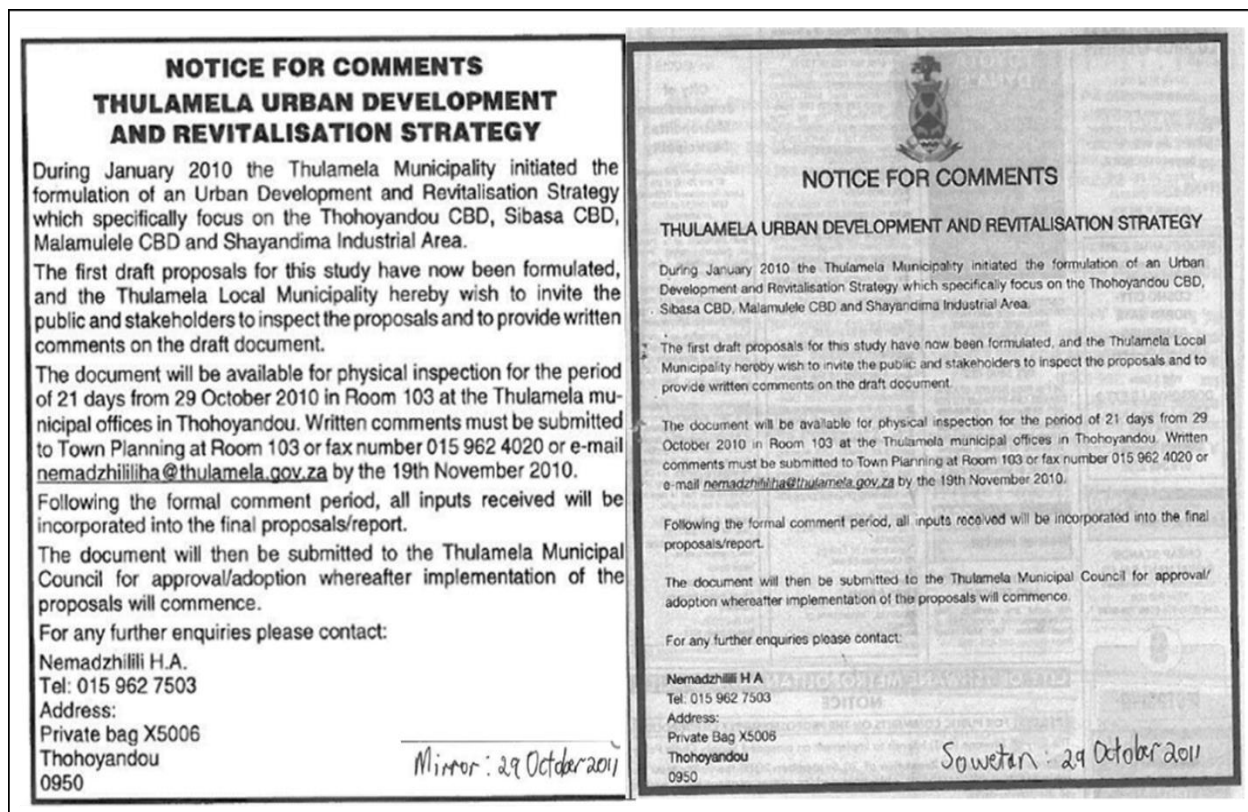 NOTICE FOR COMMENTS
THULAMELA URBAN DEVELOPMENT
AND REVITALISATION STRATEGY
During January 2010 the Thulamela Municipality initiated the
formulation of an Urban Development and Revitalisation Strategy
which specifically focus on the Thohoyandou CBD, Sibasa CBD,
Malamulele CBD and Shayandima Industrial Area.
The first draft proposals for this study have now been formulated,
and the Thulamela Local Municipality hereby wish to invite the
public and stakeholders to inspect the proposals and to provide written
comments on the draft document.
The document will be available for physical inspection for the period
of 21 days from 29 October 2010 in Room 103 at the Thulamela mu-
nicipal offices in Thohoyandou. Written comments must be submitted
to Town Planning at Room 103 or fax number 015 962 4020 or e-mail
nemadzhililiha@thulamela.gov.za by the 19th November 2010.
Following the formal comment period, all inputs received will be
incorporated into the final proposals/report.
The document will then be submitted to the Thulamela Municipal
Council for approval/adoption whereafter implementation of the
proposals will commence.
For any further enquiries please contact:
Nemadzhilili H.A.
Tel: 015 962 7503
Address:
Private bag X5006
Thohoyandou
0950
Mirror : 29 October 2011
NOTICE FOR COMMENTS
THULAMELA URBAN DEVELOPMENT AND REVITALISATION STRATEGY
During January 2010 the Thulamela Municipality initiated the formulation of an Urban
Development and Revitalisation Strategy which specifically focus on the Thohoyandou CBD,
Sibasa CBD, Malamulele CBD and Shayandima Industrial Area.
The first draft proposals for this study have now been formulated, and the Thulamela Local
Municipality hereby wish to invite the public and stakeholders to inspect the proposals and to
provide written comments on the draft document.
The document will be available for physical inspection for the period of 21 days from 29
October 2010 in Room 103 at the Thulamela municipal offices in Thohoyandou. Written
comments must be submitted to Town Planning at Room 103 or fax number 015 962 4020 or
e-mail nemadzhililiha@thulamela.gov.za by the 19th November 2010.
Following the formal comment period, all inputs received will be incorporated into the final
proposals/report.
The document will then be submitted to the Thulamela Municipal Council for approval/
adoption whereafter implementation of the proposals will commence.
For any further enquiries please contact:
Nemadzhilili H A
Tel: 015 962 7503
Address:
Private Bag X5006
Thohoyandou
0950
Sowetan : 29 October 2011